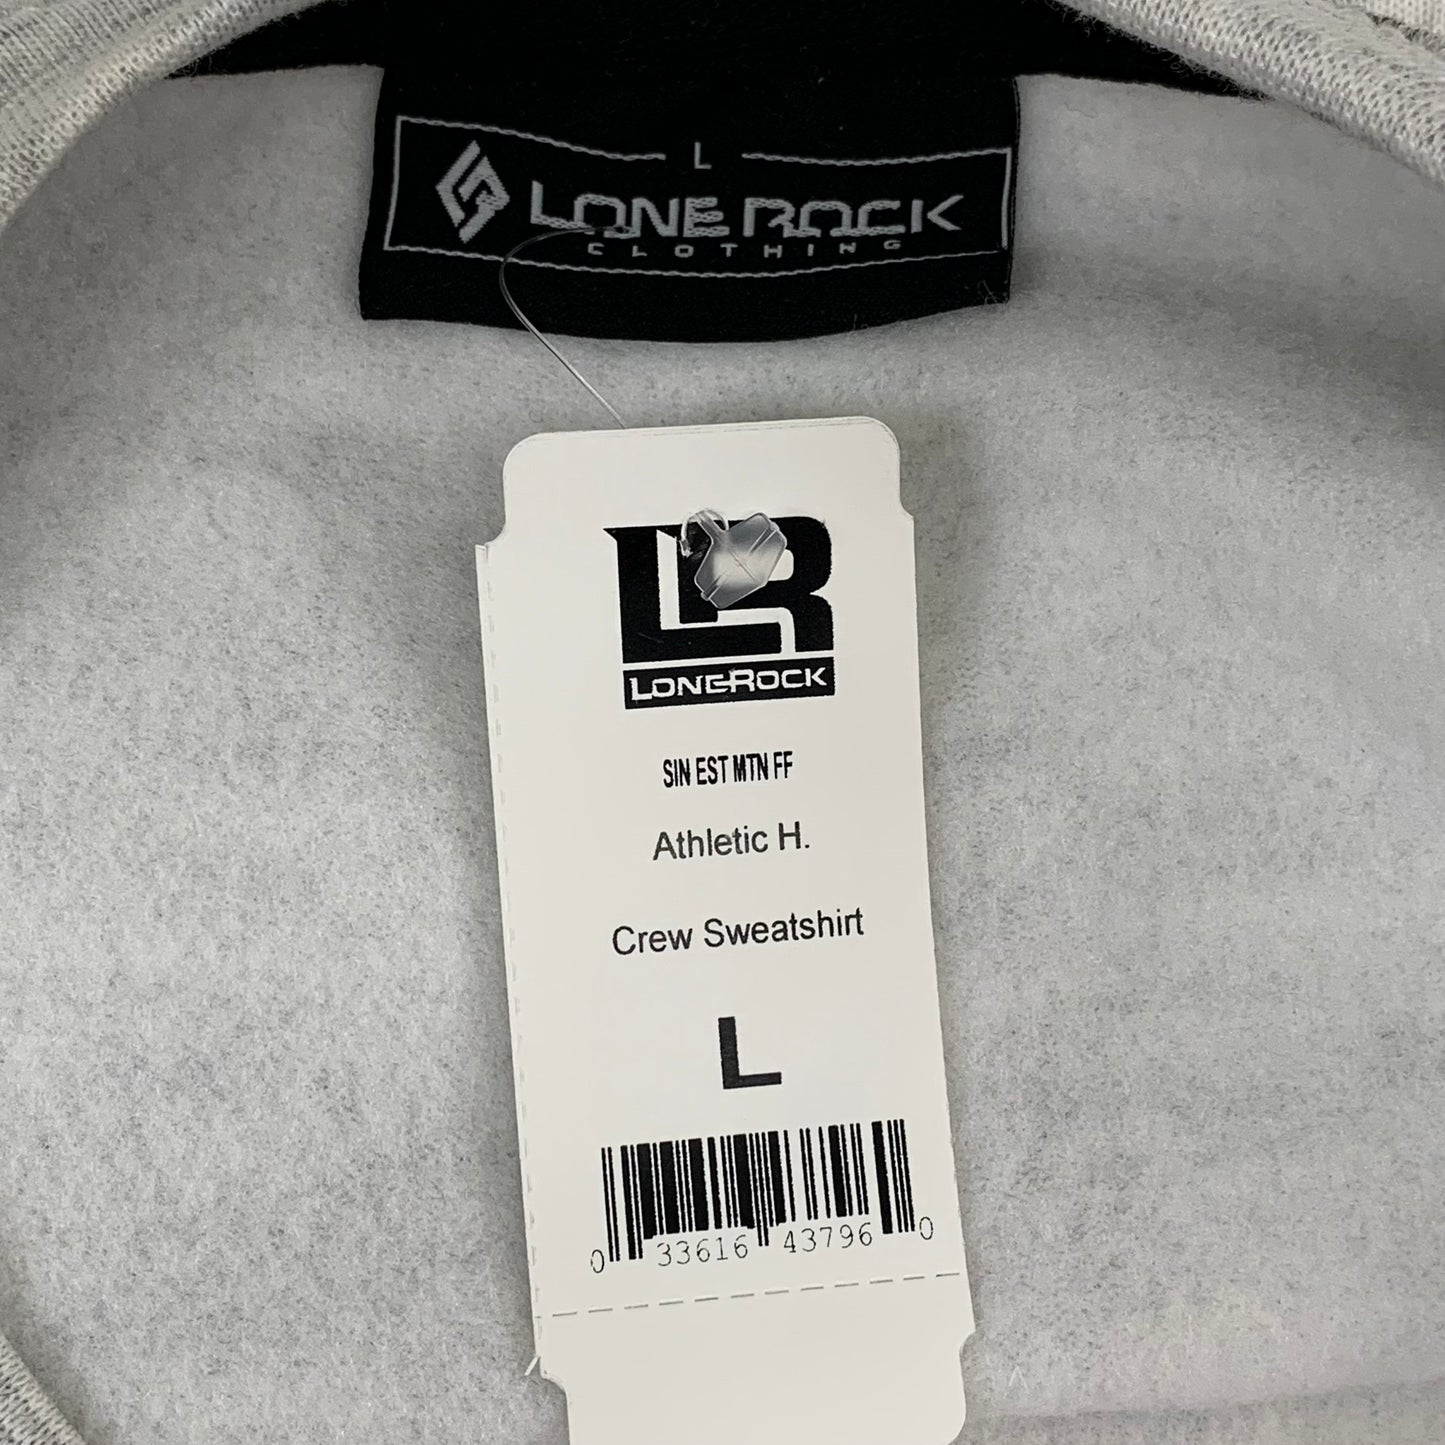 L
LONE ROCK
CLOTHING
LR
LONEROCK
SIN EST MTN FF
Athletic H.
Crew Sweatshirt
L
0 33616 43796 0